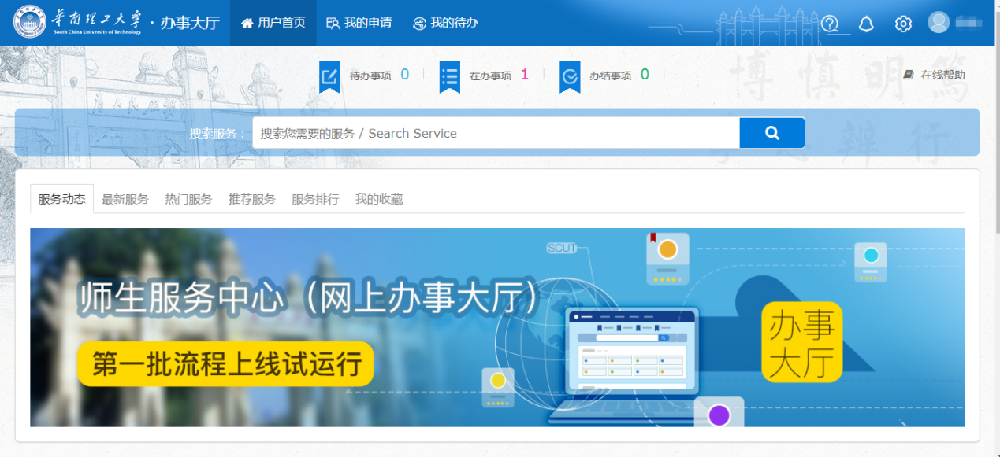 華南理工大學
South China University of Technology
· 办事大厅
用户首页
我的申请
我的待办
待办事项 0
在办事项 1
办结事项 0
在线帮助
博 慎 明 篤
辨 行
搜索服务：
搜索您需要的服务 / Search Service
服务动态
最新服务
热门服务
推荐服务
服务排行
我的收藏
SCUT
师生服务中心（网上办事大厅）
第一批流程上线试运行
办事
大厅